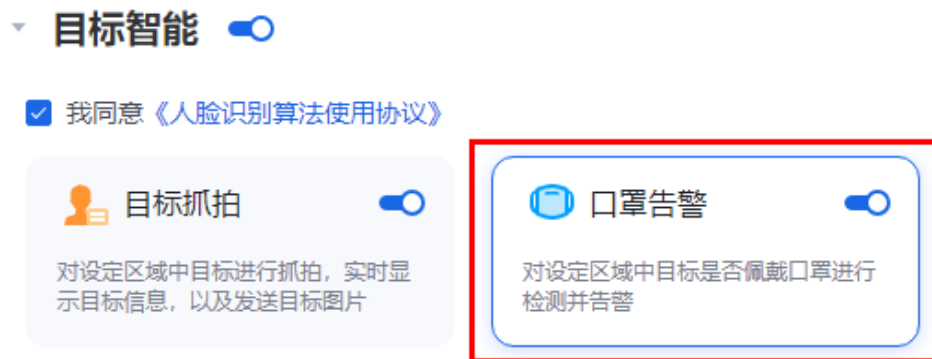 目标智能
我同意《人脸识别算法使用协议》
目标抓拍
对设定区域中目标进行抓拍，实时显
示目标信息，以及发送目标图片
口罩告警
对设定区域中目标是否佩戴口罩进行
检测并告警